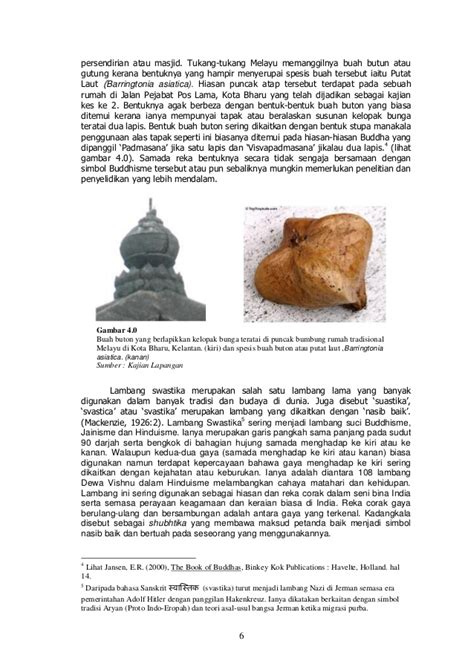 persendirian atau masjid. Tukang-tukang Melayu memanggilnya buah butun atau
gutung kerana bentuknya yang hampir menyerupai spesis buah tersebut iaitu Putat
Laut (Barringtonia asiatica). Hiasan puncak atap tersebut terdapat pada sebuah
rumah di Jalan Pejabat Pos Lama, Kota Bharu yang telah dijadikan sebagai kajian
kes ke 2. Bentuknya agak berbeza dengan bentuk-bentuk buah buton yang biasa
ditemui kerana ianya mempunyai tapak atau beralaskan susunan kelopak bunga
teratai dua lapis. Bentuk buah buton sering dikaitkan dengan bentuk stupa manakala
penggunaan alas tapak seperti ini biasanya ditemui pada hiasan-hiasan Buddha yg
dipanggil 'Padmasana' jika satu lapis dan 'Visvapadmasana' jikalau dua lapis.4 (lihat
gambar 4.0). Samada reka bentuknya secara tidak sengaja bersamaan dengan
simbol Buddhisme tersebut atau pun sebaliknya mungkin memerlukan penelitian dan
penyelidikan yang lebih mendalam.
Gambar 4.0
Buah buton yang berlapikkan kelopak bunga teratai di puncak bumbung rumah tradisional
Melayu di Kota Bharu, Kelantan. (kiri) dan spesis buah buton atau putat laut ,Barringtonia
asiatica. (kanan)
Sumber : Kajian Lapangan
Lambang swastika merupakan salah satu lambang lama yang banyak
digunakan dalam banyak tradisi dan budaya di dunia. Juga disebut 'suastika',
'svastica' atau 'svastika' merupakan lambang yang dikaitkan dengan 'nasib baik'.
(Mackenzie, 1926:2). Lambang Swastika5 sering menjadi lambang suci Buddhisme,
Jainisme dan Hinduisme. Ianya merupakan garis pangkah sama panjang pada sudut
90 darjah serta bengkok di bahagian hujung samada menghadap ke kiri atau ke
kanan. Walaupun kedua-dua gaya (samada menghadap ke kiri atau kanan) biasa
digunakan namun terdapat kepercayaan bahawa gaya menghadap ke kiri sering
dikaitkan dengan kejahatan atau keburukan. Ianya adalah diantara 108 lambang
Dewa Vishnu dalam Hinduisme melambangkan cahaya matahari dan kehidupan.
Lambang ini sering digunakan sebagai hiasan dan reka corak dalam seni bina India
serta semasa perayaan keagamaan dan keraian biasa di India. Reka corak gaya
berulang-ulang dan bersambungan adalah antara gaya yang terkenal. Kadangkala
disebut sebagai shubhtika yang membawa maksud petanda baik menjadi simbol
nasib baik dan bertuah pada seseorang yang menggunakannya.
4 Lihat Jansen, E.R. (2000), The Book of Buddhas, Binkey Kok Publications : Havelte, Holland. hal
14.
5 Daripada bahasa Sanskrit स्वास्तिक (svastika) turut menjadi lambang Nazi di Jerman semasa era
pemerintahan Adolf Hitler dengan panggilan Hakenkreuz. Ianya dikatakan berkaitan dengan simbol
tradisi Aryan (Proto Indo-Eropah) dan teori asal-usul bangsa Jerman ketika migrasi purba.
6